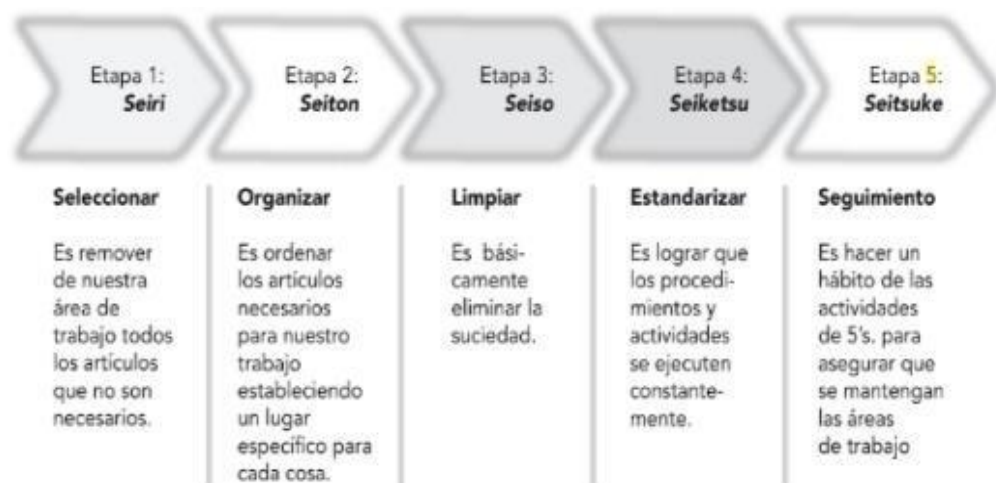 Etapa 1:
Seiri
Etapa 2:
Seiton
Etapa 3:
Seiso
Etapa 4:
Seiketsu
Etapa 5:
Seitsuke
Seleccionar
Es remover
de nuestra
área de
trabajo todos
los artículos
que no son
necesarios.
Organizar
Es ordenar
los artículos
necesarios
para nuestro
trabajo
estableciendo
un lugar
específico para
cada cosa.
Limpiar
Es bási-
camente
eliminar la
suciedad.
Estandarizar
Es lograr que
los procedi-
mientos y
actividades
se ejecuten
constante-
mente.
Seguimiento
Es hacer un
hábito de las
actividades
de 5's. para
asegurar que
se mantengan
las áreas
de trabajo